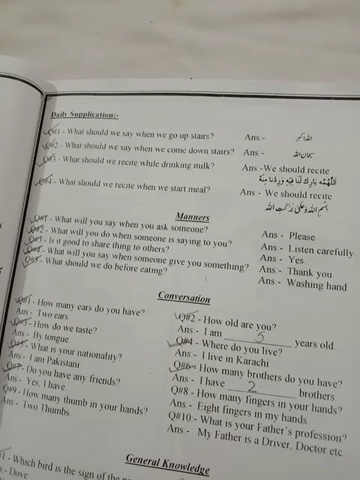 Daily Supplication:-
Q#1 - What should we say when we go up stairs? Ans.- اللہ اکبر
Q#2 - What should we say when we come down stairs? Ans - سبحان اللہ
Q#3 - What should we recite while drinking milk? Ans -We should recite
اَللّٰهُمَّ بَارِكْ لَنَا فِيْهِ وَزِدْنَا مِنْهُ
Q#4 - What should we recite when start meal? Ans - We should recite
بِسْمِ اللہِ وَعَلٰی بَرَکَۃِ اللہ
Manners
Q#1 - What will you say when you ask someone? Ans - Please.
Q#2 - What will you do when someone is saying to you? Ans - Listen carefully
Q#3 - Is it good to share thing to others? Ans - Yes.
Q#4 - What will you say when someone give you something? Ans - Thank you.
Q#5 - What should we do before eating? Ans - Washing hand
Conversation
Q#1 - How many ears do you have?
Ans - Two ears
Q#3 - How do we taste?
Ans - By tongue
Q#5 - What is your nationality?
Ans - I am Pakistani
Q#7 - Do you have any friends?
Ans - Yes. I have
Q#9 - How many thumb in your hands?
Ans - Two Thumbs.
Q#2 - How old are you?
Ans - I am 5 years old.
Q#4 - Where do you live?
Ans - I live in Karachi
Q#6 - How many brothers do you have?
Ans - I have 2 brothers.
Q#8 - How many fingers in your hands?
Ans - Eight fingers in my hands.
Q#10 - What is your Father's profession?
Ans - My Father is a Driver, Doctor etc.
General Knowledge
1 - Which bird is the sign of the
- Dove